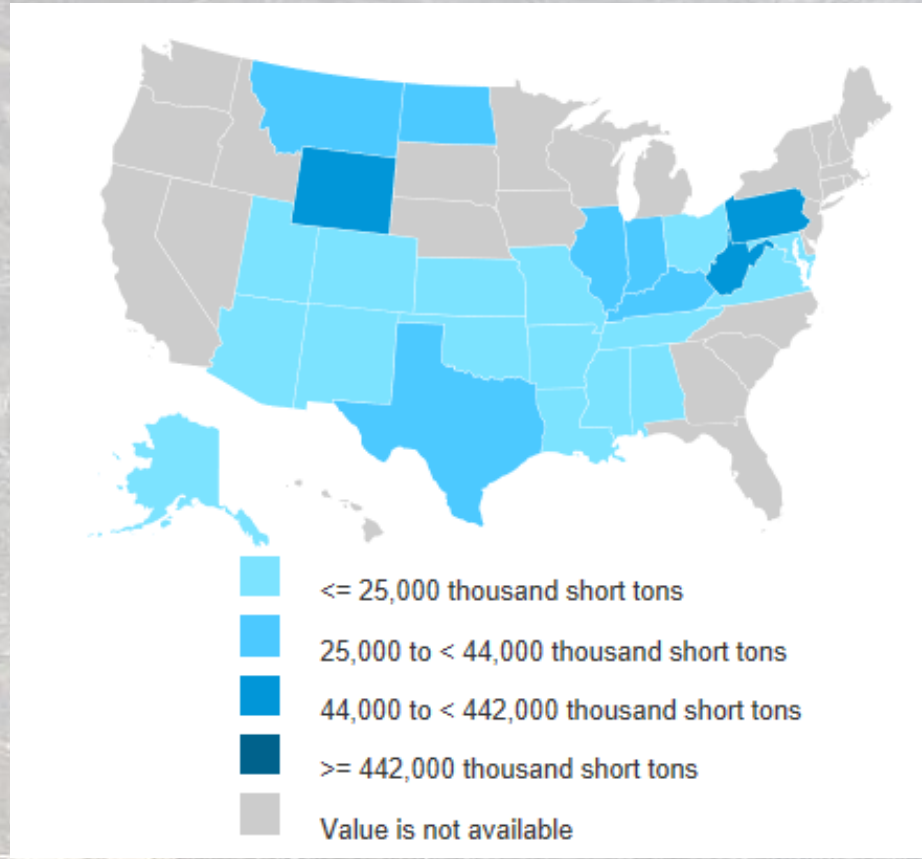 <= 25,000 thousand short tons
25,000 to < 44,000 thousand short tons
44,000 to < 442,000 thousand short tons
>= 442,000 thousand short tons
Value is not available